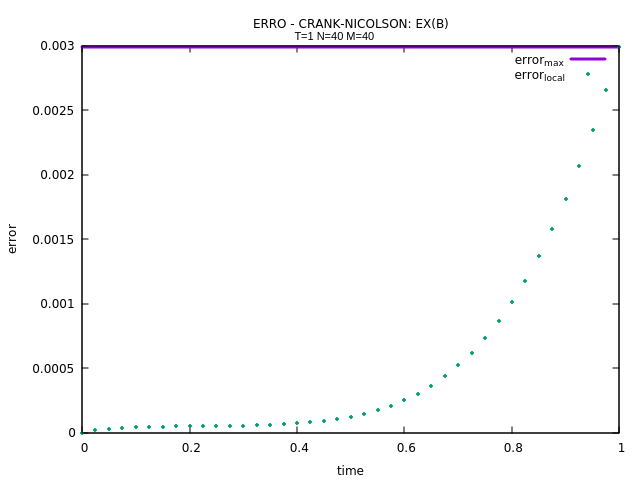 ERRO - CRANK-NICOLSON: EX(B)
T=1 N=40 M=40
0.003
error_max
error_local
0.0025
0.002
0.0015
error
0.001
0.0005
0
0 0.2 0.4 0.6 0.8 1
time